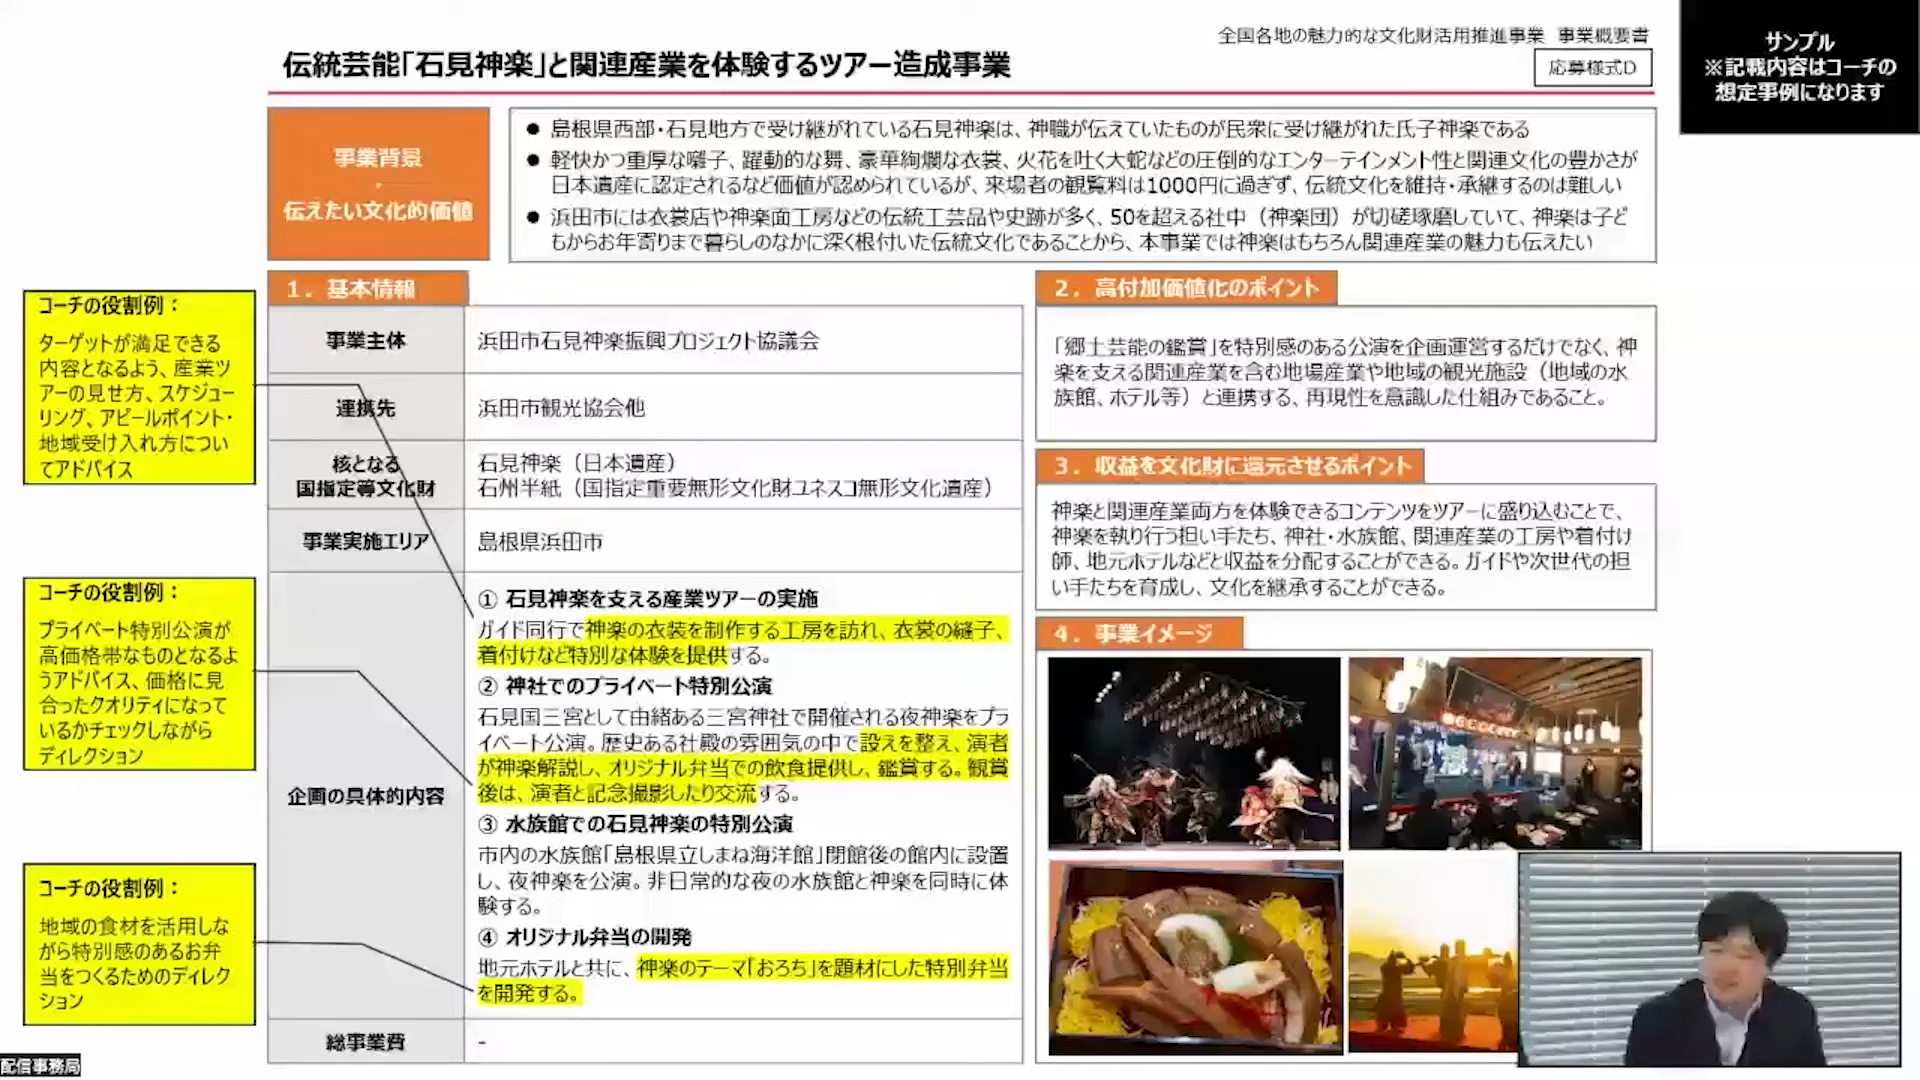 全国各地の魅力的な文化財活用推進事業 事業概要書
伝統芸能「石見神楽」と関連産業を体験するツアー造成事業
応募様式D
サンプル
※記載内容はコーチの
想定事例になります
事業背景
・
伝えたい文化的価値
● 島根県西部・石見地方で受け継がれている石見神楽は、神職が伝えていたものが民衆に受け継がれた氏子神楽である
● 軽快かつ重厚な囃子、躍動的な舞、豪華絢爛な衣裳、火花を吐く大蛇などの圧倒的なエンターテインメント性と関連文化の豊かさが
日本遺産に認定されるなど価値が認められているが、来場者の観覧料は1000円に過ぎず、伝統文化を維持・承継するのは難しい
● 浜田市には衣裳店や神楽面工房などの伝統工芸品や史跡が多く、50を超える社中（神楽団）が切磋琢磨していて、神楽は子ど
もからお年寄りまで暮らしのなかに深く根付いた伝統文化であることから、本事業では神楽はもちろん関連産業の魅力も伝えたい
コーチの役割例：
ターゲットが満足できる
内容となるよう、産業ツ
アーの見せ方、スケジュー
リング、アピールポイント・
地域受け入れ方につい
てアドバイス
コーチの役割例：
プライベート特別公演が
高価格帯なものとなるよ
うアドバイス、価格に見
合ったクオリティになって
いるかチェックしながら
ディレクション
コーチの役割例：
地域の食材を活用しな
がら特別感のあるお弁
当をつくるためのディレク
ション
1．基本情報
事業主体
浜田市石見神楽振興プロジェクト協議会
連携先
浜田市観光協会他
核となる
国指定等文化財
石見神楽（日本遺産）
石州半紙（国指定重要無形文化財ユネスコ無形文化遺産）
事業実施エリア
島根県浜田市
企画の具体的内容
① 石見神楽を支える産業ツアーの実施
ガイド同行で神楽の衣装を制作する工房を訪れ、衣裳の縫子、
着付けなど特別な体験を提供する。
② 神社でのプライベート特別公演
石見国三宮として由緒ある三宮神社で開催される夜神楽をプラ
イベート公演。歴史ある社殿の雰囲気の中で設えを整え、演者
が神楽解説し、オリジナル弁当での飲食提供し、鑑賞する。観賞
後は、演者と記念撮影したり交流する。
③ 水族館での石見神楽の特別公演
市内の水族館「島根県立しまね海洋館」閉館後の館内に設置
し、夜神楽を公演。非日常的な夜の水族館と神楽を同時に体
験する。
④ オリジナル弁当の開発
地元ホテルと共に、神楽のテーマ「おろち」を題材にした特別弁当
を開発する。
総事業費
-
2．高付加価値化のポイント
「郷土芸能の鑑賞」を特別感のある公演を企画運営するだけでなく、神
楽を支える関連産業を含む地場産業や地域の観光施設（地域の水
族館、ホテル等）と連携する、再現性を意識した仕組みであること。
3．収益を文化財に還元させるポイント
神楽と関連産業両方を体験できるコンテンツをツアーに盛り込むことで、
神楽を執り行う担い手たち、神社・水族館、関連産業の工房や着付け
師、地元ホテルなどと収益を分配することができる。ガイドや次世代の担
い手たちを育成し、文化を継承することができる。
4．事業イメージ
配信事務局